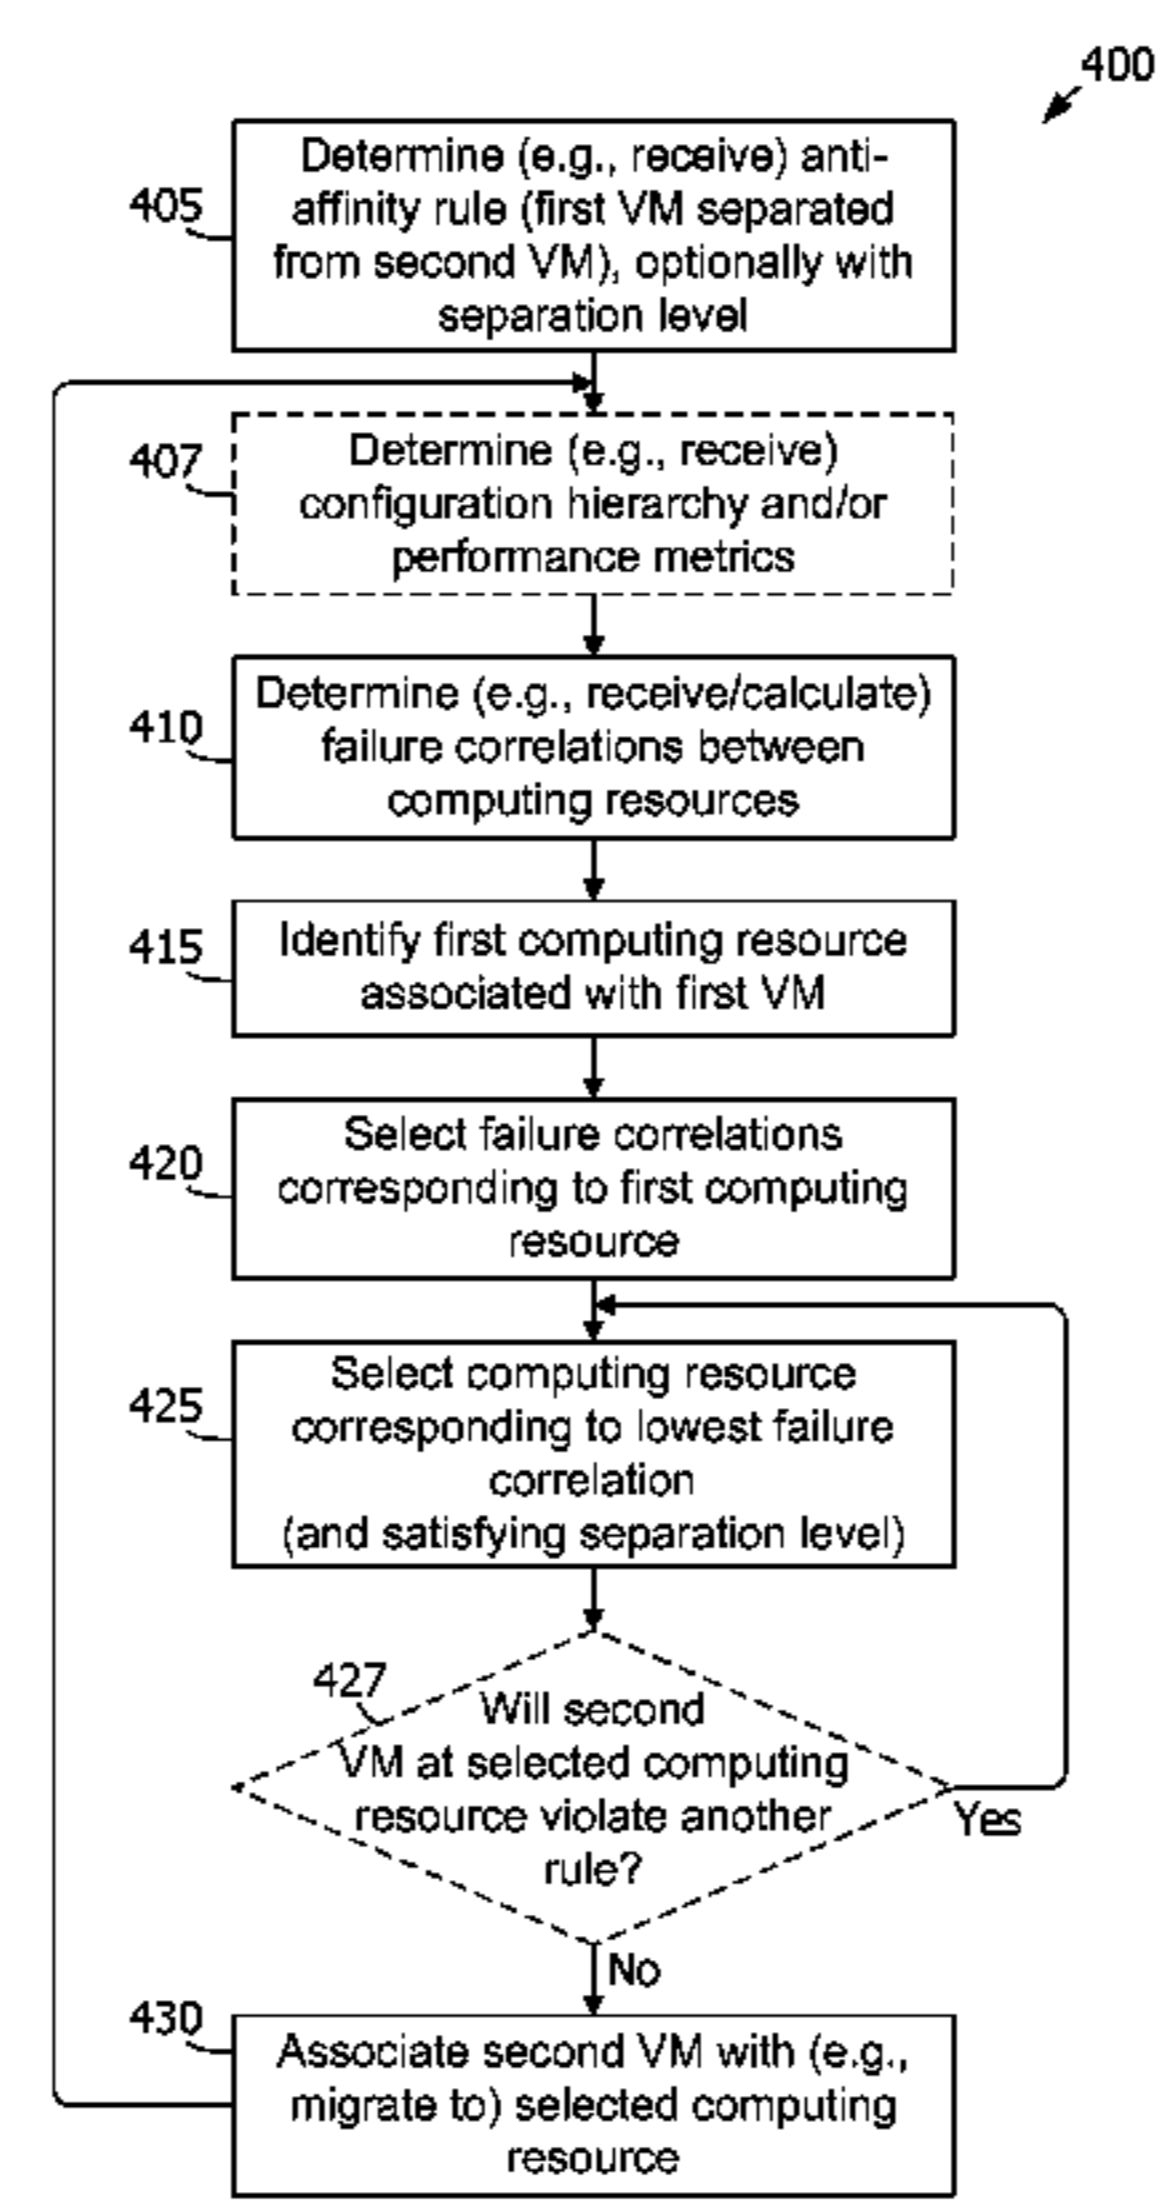 400
405
Determine (e.g., receive) anti-
affinity rule (first VM separated
from second VM), optionally with
separation level
407
Determine (e.g., receive)
configuration hierarchy and/or
performance metrics
410
Determine (e.g., receive/calculate)
failure correlations between
computing resources
415
Identify first computing resource
associated with first VM
420
Select failure correlations
corresponding to first computing
resource
425
Select computing resource
corresponding to lowest failure
correlation
(and satisfying separation level)
427
Will second
VM at selected computing
resource violate another
rule?
Yes
No
430
Associate second VM with (e.g.,
migrate to) selected computing
resource